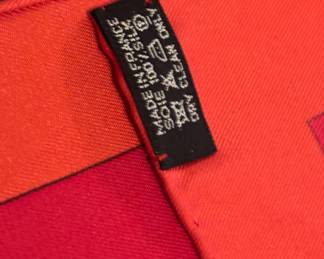 MADE IN FRANCE
SOIE 100% SILK
DRY CLEAN ONLY